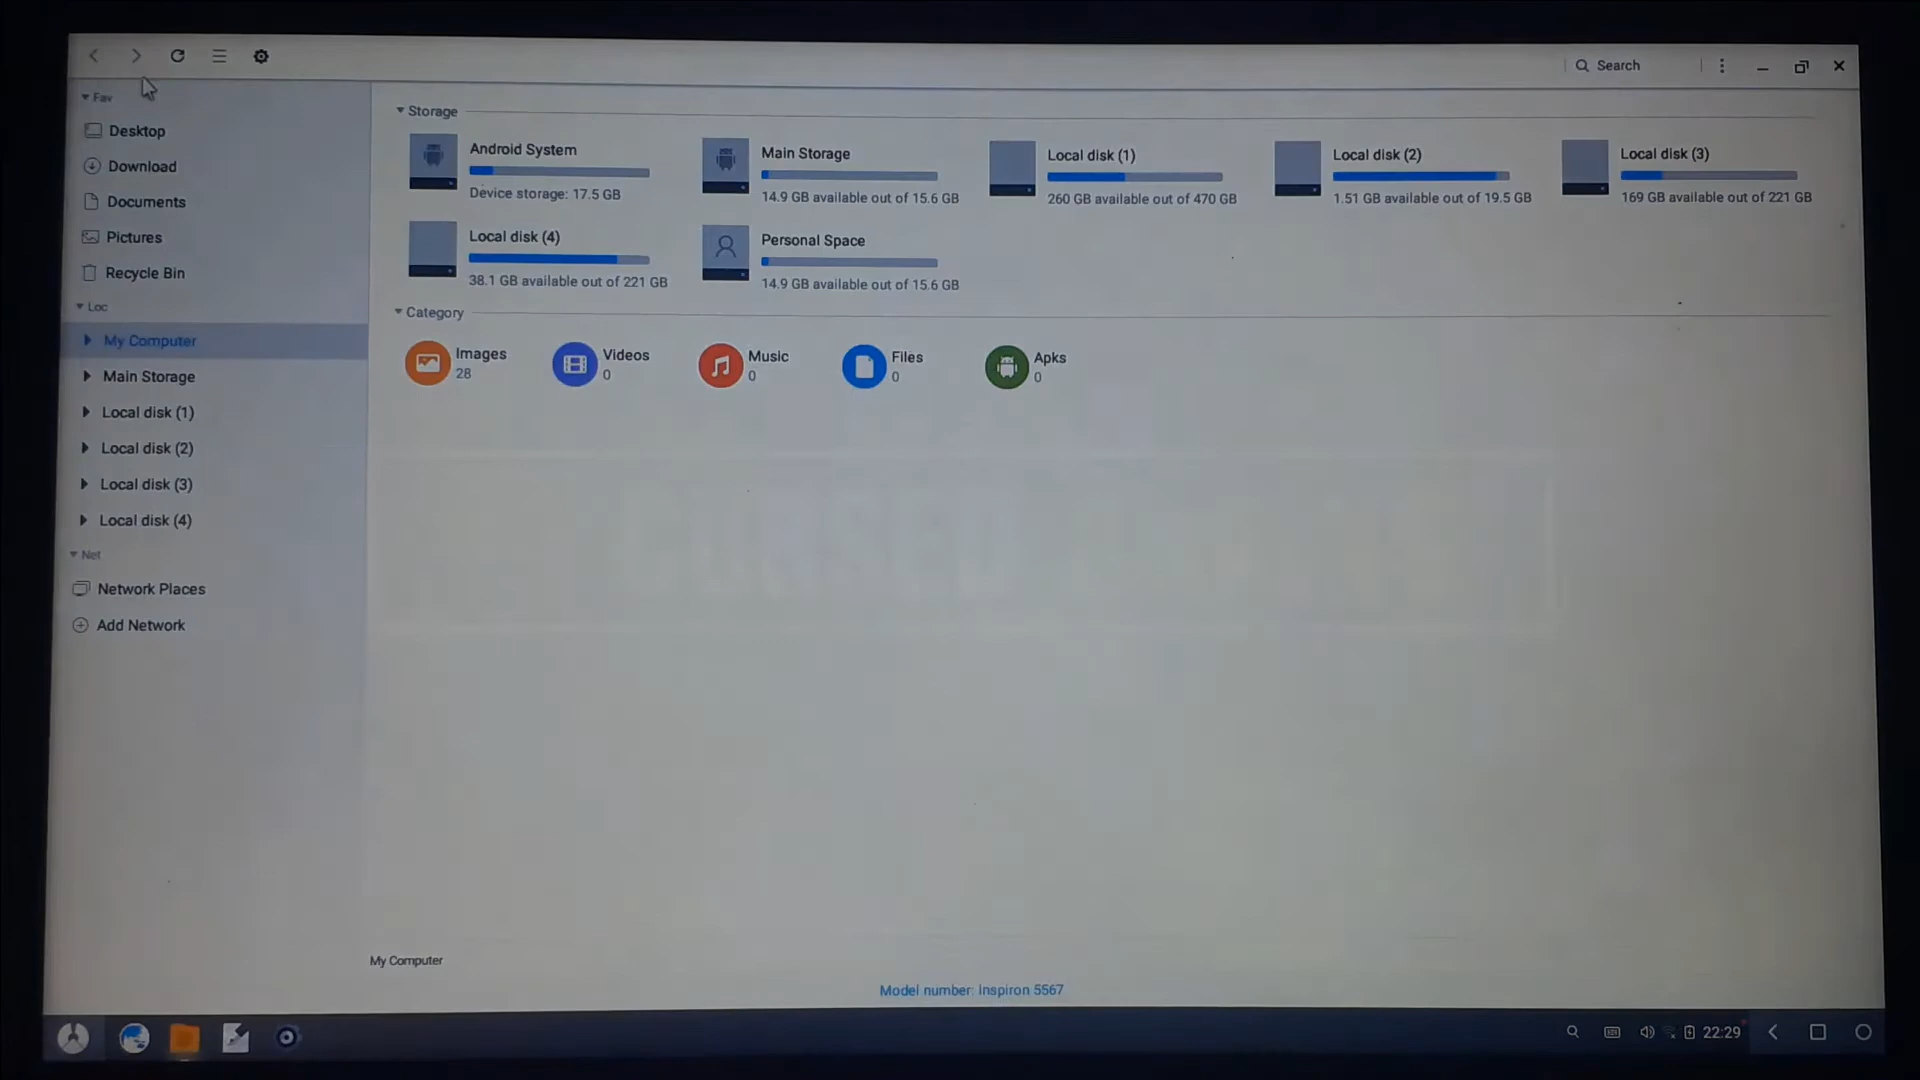 Search
Fav
Desktop
Download
Documents
Pictures
Recycle Bin
Loc
My Computer
Main Storage
Local disk (1)
Local disk (2)
Local disk (3)
Local disk (4)
Net
Network Places
Add Network
Storage
Android System
Device storage: 17.5 GB
Main Storage
14.9 GB available out of 15.6 GB
Local disk (1)
260 GB available out of 470 GB
Local disk (2)
1.51 GB available out of 19.5 GB
Local disk (3)
169 GB available out of 221 GB
Local disk (4)
38.1 GB available out of 221 GB
Personal Space
14.9 GB available out of 15.6 GB
Category
Images
28
Videos
0
Music
0
Files
0
Apks
0
My Computer
Model number: Inspiron 5567
22:29